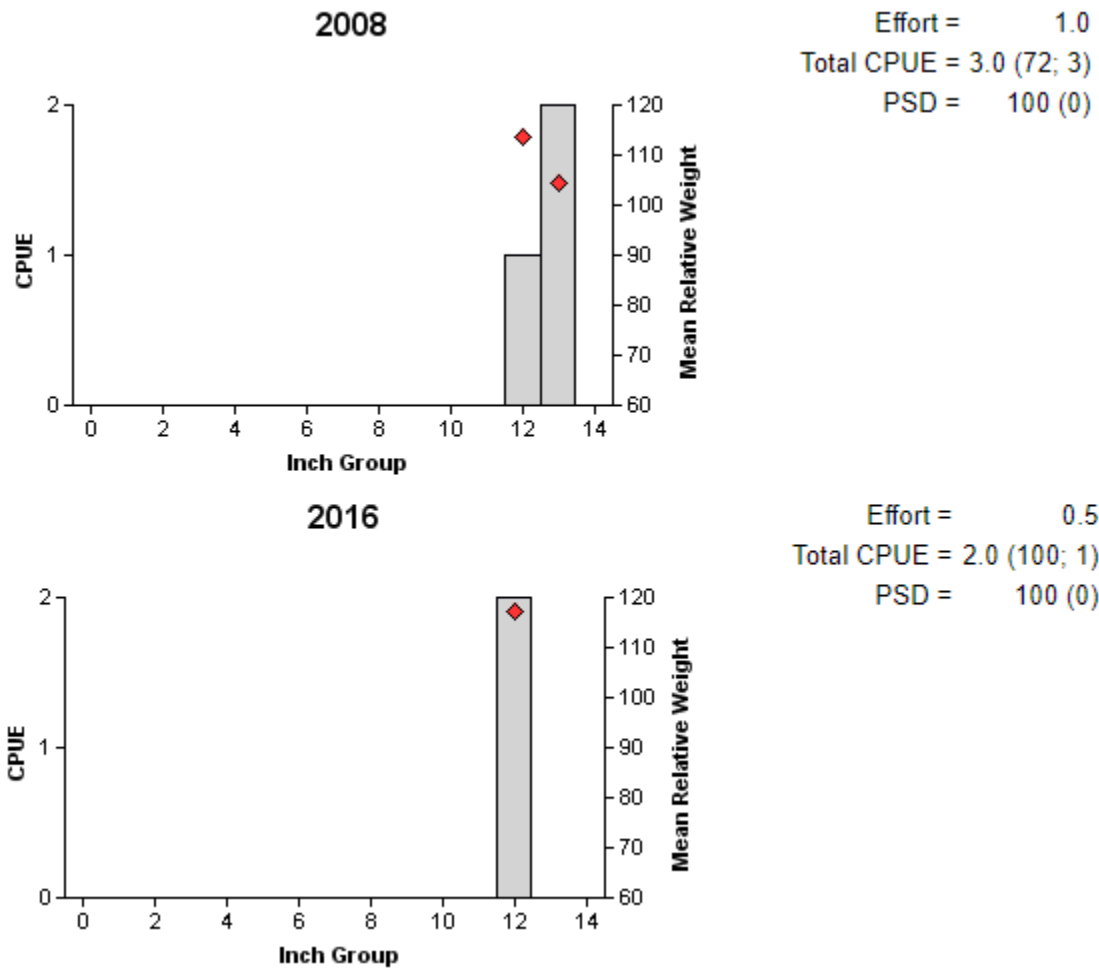 2008
Effort = 1.0
Total CPUE = 3.0 (72; 3)
PSD = 100 (0)
2
1
0
CPUE
120
110
100
90
80
70
60
Mean Relative Weight
0 2 4 6 8 10 12 14
Inch Group
2016
Effort = 0.5
Total CPUE = 2.0 (100; 1)
PSD = 100 (0)
2
1
0
CPUE
120
110
100
90
80
70
60
Mean Relative Weight
0 2 4 6 8 10 12 14
Inch Group